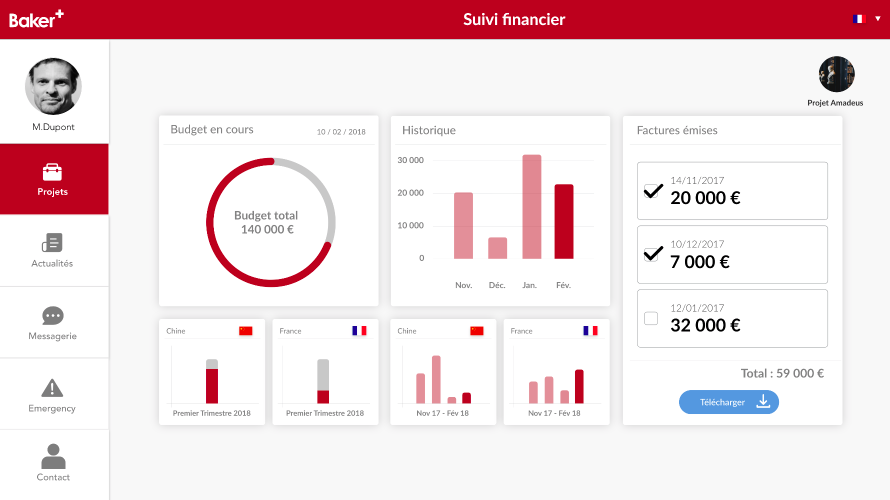 Baker+
Suivi financier
M.Dupont
Projets
Actualités
Messagerie
Emergency
Contact
Projet Amadeus
Budget en cours
10 / 02 / 2018
Budget total
140 000 €
Historique
30 000
20 000
10 000
0
Nov. Déc. Jan. Fév.
Factures émises
14/11/2017
20 000 €
10/12/2017
7 000 €
12/01/2017
32 000 €
Total : 59 000 €
Télécharger
Chine
Premier Trimestre 2018
France
Premier Trimestre 2018
Chine
Nov 17 - Fév 18
France
Nov 17 - Fév 18